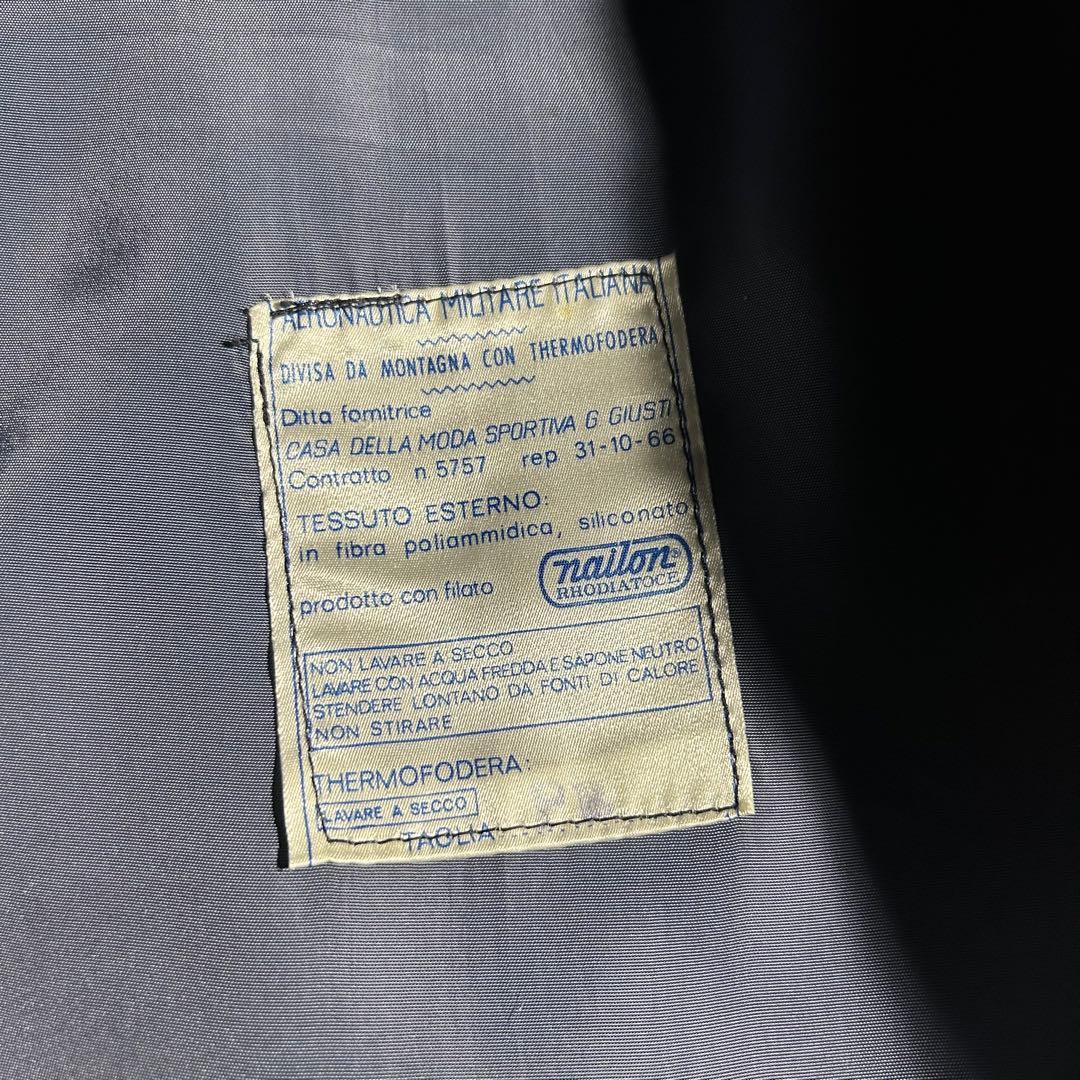 AERONAUTICA MILITARE ITALIANA
DIVISA DA MONTAGNA CON THERMOFODERA
Ditta fornitrice
CASA DELLA MODA SPORTIVA G GIUSTI
Contratto n 5757 rep 31-10-66
TESSUTO ESTERNO:
in fibra poliammidica, siliconato
prodotto con filato
nailon®
RHODIATOCE
NON LAVARE A SECCO
LAVARE CON ACQUA FREDDA E SAPONE NEUTRO
STENDERE LONTANO DA FONTI DI CALORE
NON STIRARE
THERMOFODERA:
LAVARE A SECCO
TAGLIA